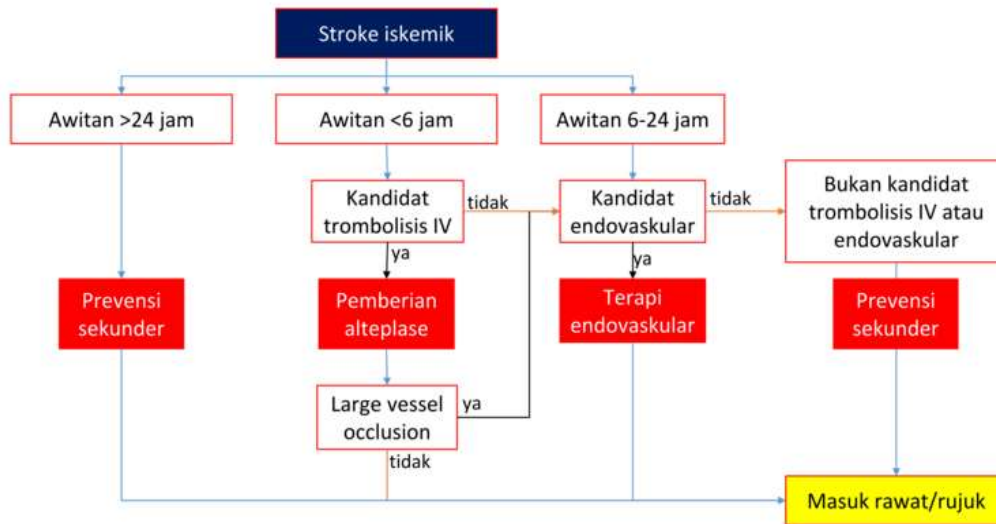 Stroke iskemik
Awitan >24 jam
Awitan <6 jam
Awitan 6-24 jam
Kandidat
trombolisis IV
tidak
Kandidat
endovaskular
tidak
Bukan kandidat
trombolisis IV atau
endovaskular
ya
ya
Prevensi
sekunder
Pemberian
alteplase
Terapi
endovaskular
Prevensi
sekunder
Large vessel
occlusion
ya
tidak
Masuk rawat/rujuk